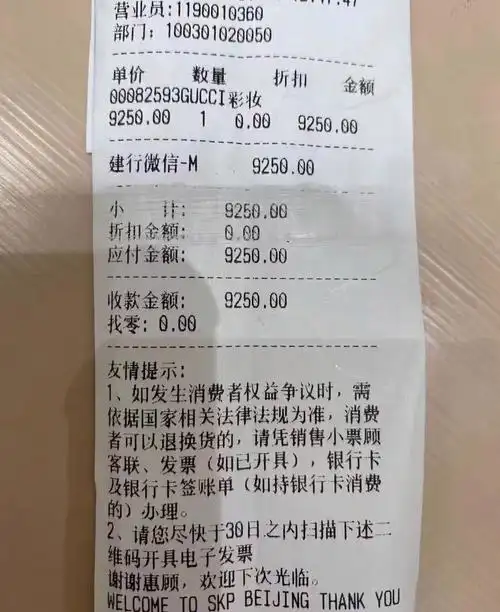 营业员:1190010360
部门: 100301020050
单价 数量 折扣 金额
00082593GUCCI彩妆
9250.00 1 0.00 9250.00
建行微信-M 9250.00
小 计: 9250.00
折扣金额: 0.00
应付金额: 9250.00
收款金额: 9250.00
找零: 0.00
友情提示:
1、如发生消费者权益争议时，需
依据国家相关法律法规为准，消费
者可以退换货的，请凭销售小票顾
客联、发票（如已开具），银行卡
及银行卡签账单（如持银行卡消费
的）办理。
2、请您尽快于30日之内扫描下述二
维码开具电子发票
谢谢惠顾，欢迎下次光临。
WELCOME TO SKP BEIJING THANK YOU